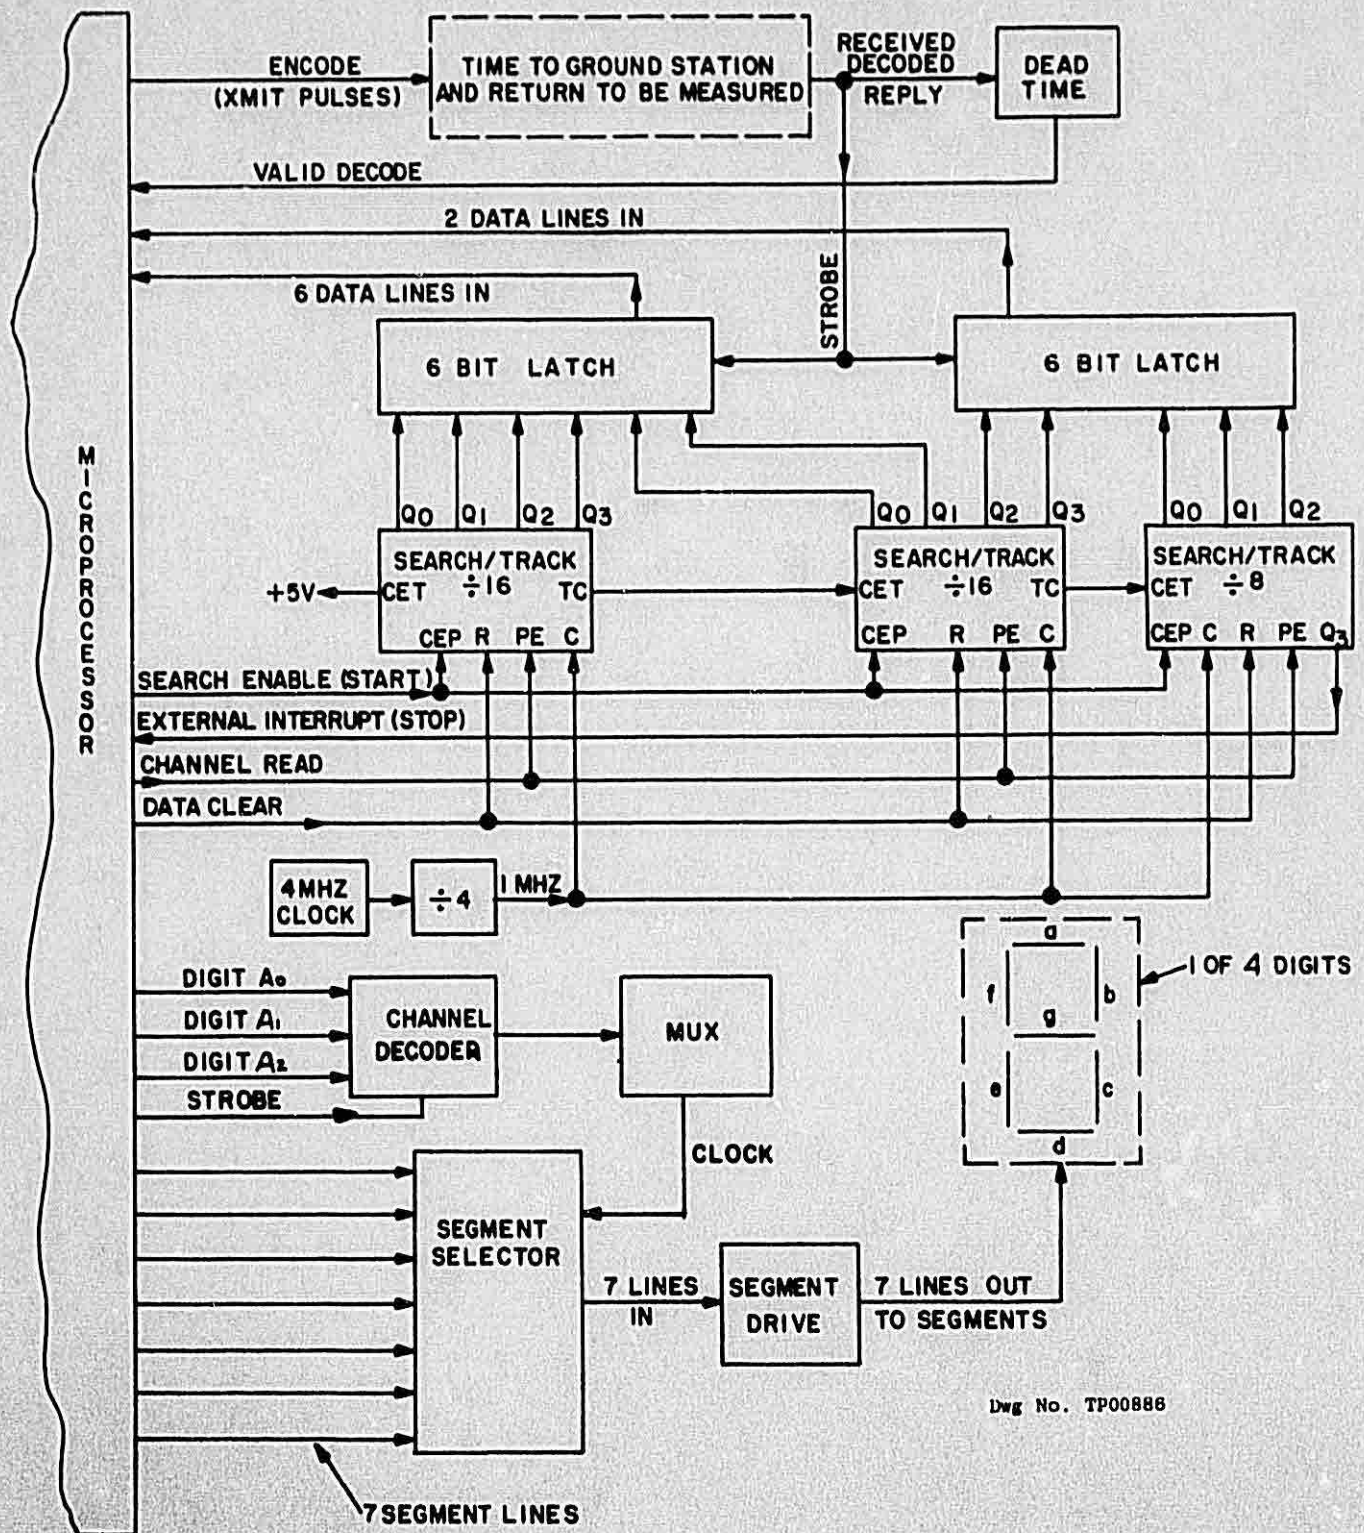 ENCODE
(XMIT PULSES)
TIME TO GROUND STATION
AND RETURN TO BE MEASURED
RECEIVED
DECODED
REPLY
DEAD
TIME
VALID DECODE
2 DATA LINES IN
6 DATA LINES IN
STROBE
6 BIT LATCH
6 BIT LATCH
MICROPROCESSOR
Q0 Q1 Q2 Q3
Q0 Q1 Q2 Q3
Q0 Q1 Q2
SEARCH/TRACK
÷16
+5V
CET
TC
CEP R PE C
SEARCH/TRACK
÷16
CET
TC
CEP R PE C
SEARCH/TRACK
÷8
CET
CEP C R PE Q3
SEARCH ENABLE (START)
EXTERNAL INTERRUPT (STOP)
CHANNEL READ
DATA CLEAR
4MHZ
CLOCK
÷4
1 MHZ
DIGIT A0
DIGIT A1
DIGIT A2
STROBE
CHANNEL
DECODER
MUX
CLOCK
a
f
b
g
e
c
d
1 OF 4 DIGITS
SEGMENT
SELECTOR
7 LINES
IN
SEGMENT
DRIVE
7 LINES OUT
TO SEGMENTS
7 SEGMENT LINES
Dwg No. TP00886